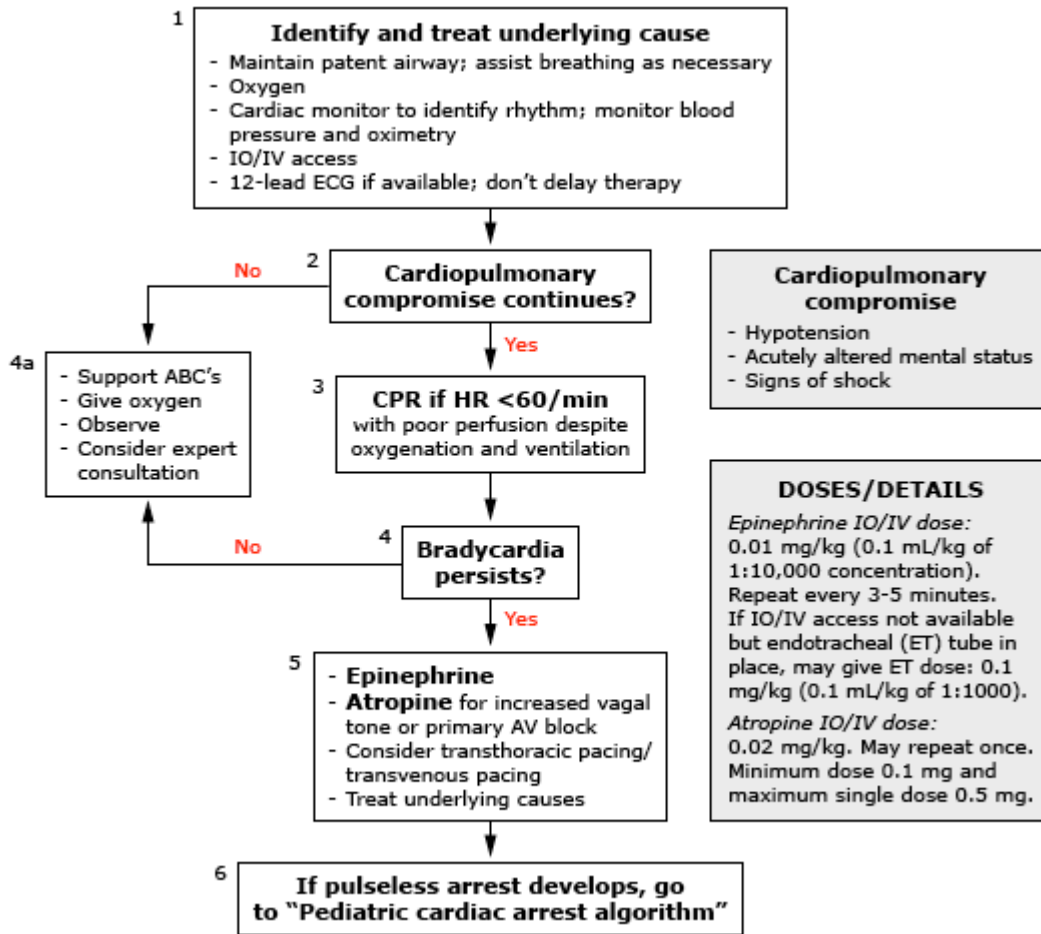 1
Identify and treat underlying cause
- Maintain patent airway; assist breathing as necessary
- Oxygen
- Cardiac monitor to identify rhythm; monitor blood
pressure and oximetry
- IO/IV access
- 12-lead ECG if available; don't delay therapy
2
Cardiopulmonary
compromise continues?
No
Yes
Cardiopulmonary
compromise
- Hypotension
- Acutely altered mental status
- Signs of shock
4a
- Support ABC's
- Give oxygen
- Observe
- Consider expert
consultation
3
CPR if HR <60/min
with poor perfusion despite
oxygenation and ventilation
4
Bradycardia
persists?
No
Yes
DOSES/DETAILS
Epinephrine IO/IV dose:
0.01 mg/kg (0.1 mL/kg of
1:10,000 concentration).
Repeat every 3-5 minutes.
If IO/IV access not available
but endotracheal (ET) tube in
place, may give ET dose: 0.1
mg/kg (0.1 mL/kg of 1:1000).
Atropine IO/IV dose:
0.02 mg/kg. May repeat once.
Minimum dose 0.1 mg and
maximum single dose 0.5 mg.
5
- Epinephrine
- Atropine for increased vagal
tone or primary AV block
- Consider transthoracic pacing/
transvenous pacing
- Treat underlying causes
6
If pulseless arrest develops, go
to “Pediatric cardiac arrest algorithm”